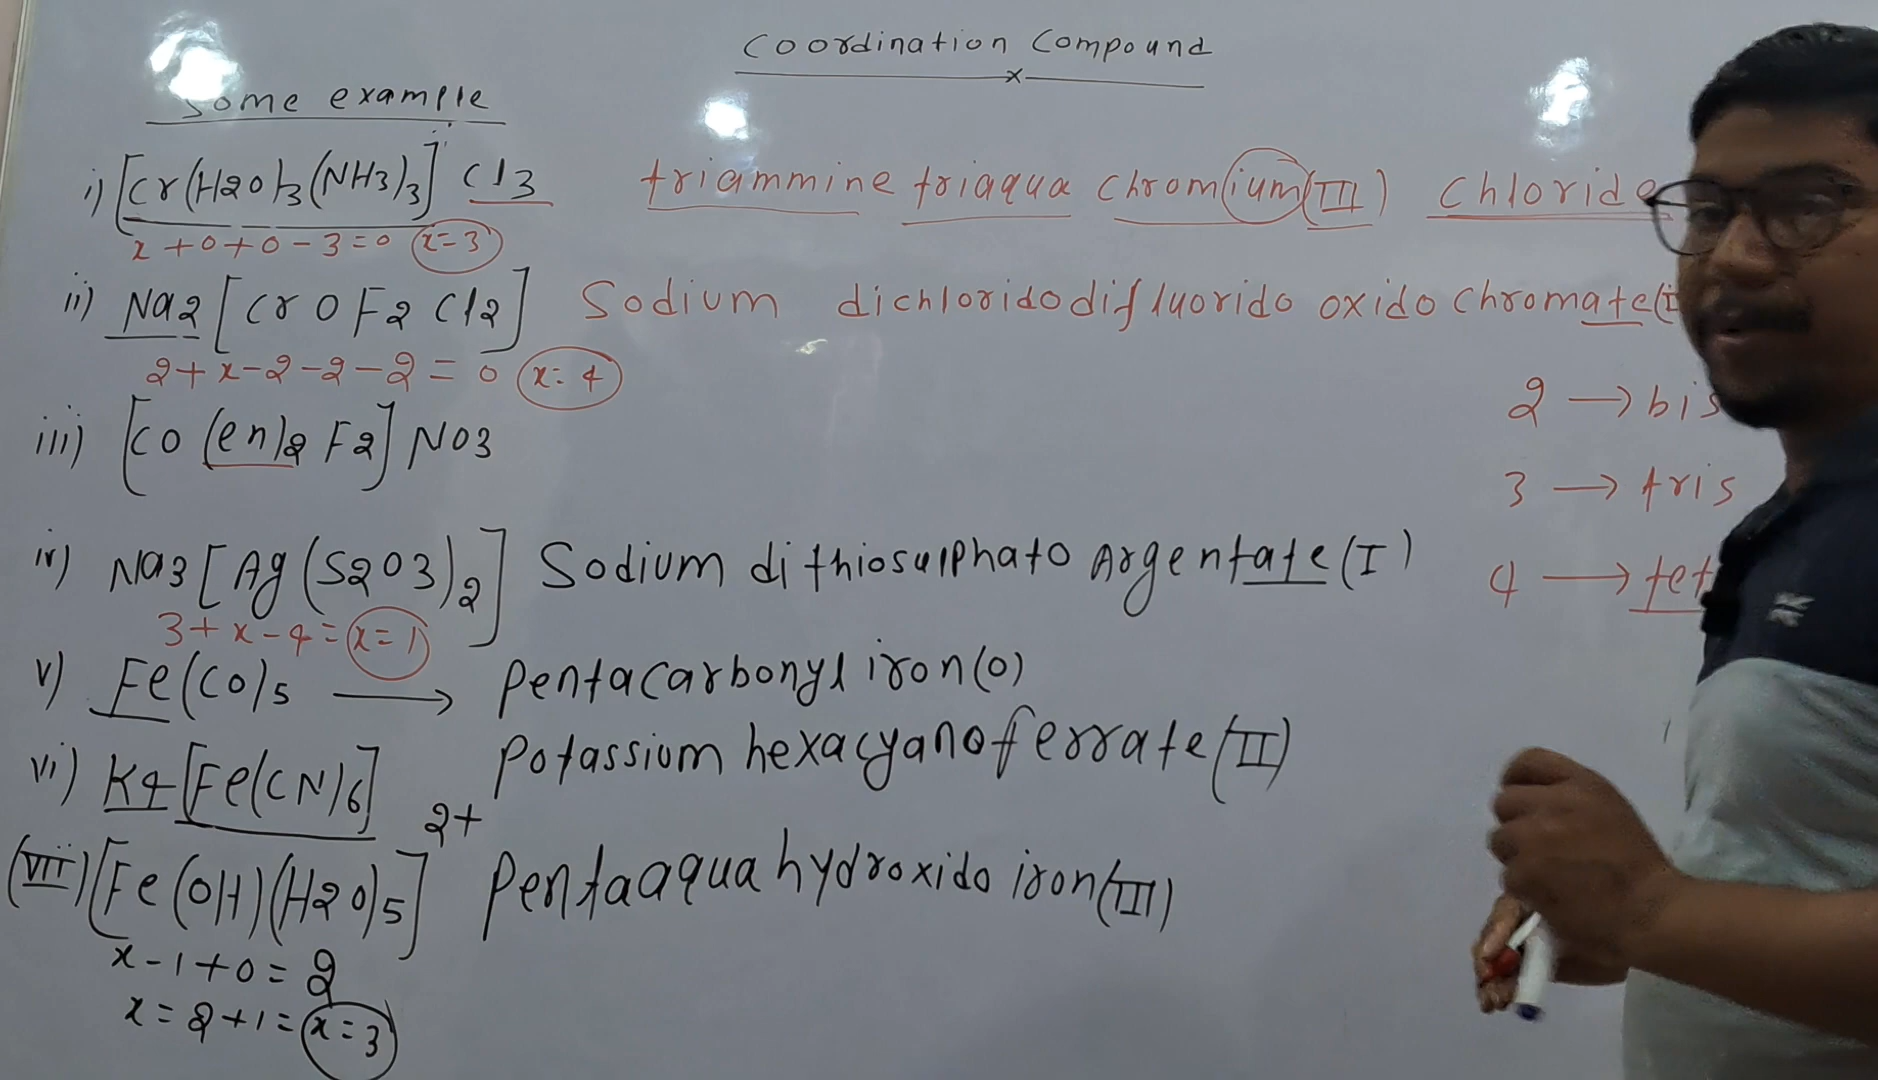 Coordination Compound
Some example
i) [Cr(H2O)3(NH3)3] Cl3 triammine triaqua chromium(III) Chloride
x+0+0-3=0 x=3
ii) Na2[CrOF2Cl2] Sodium dichloridodifluorido oxido chromate(I
2+x-2-2-2=0 x=4
2 → bis
iii) [Co(en)2F2]NO3
3 → tris
iv) Na3[Ag(S2O3)2] Sodium dithiosulphato Argentate(I)
4 → tet
3+x-4= x=1
v) Fe(CO)5 → Pentacarbonyl iron(0)
vi) K4[Fe(CN)6] Potassium hexacyanoferrate(II)
(vii) [Fe(OH)(H2O)5] 2+ Pentaaqua hydroxido iron(III)
x-1+0=2
x=2+1= x=3